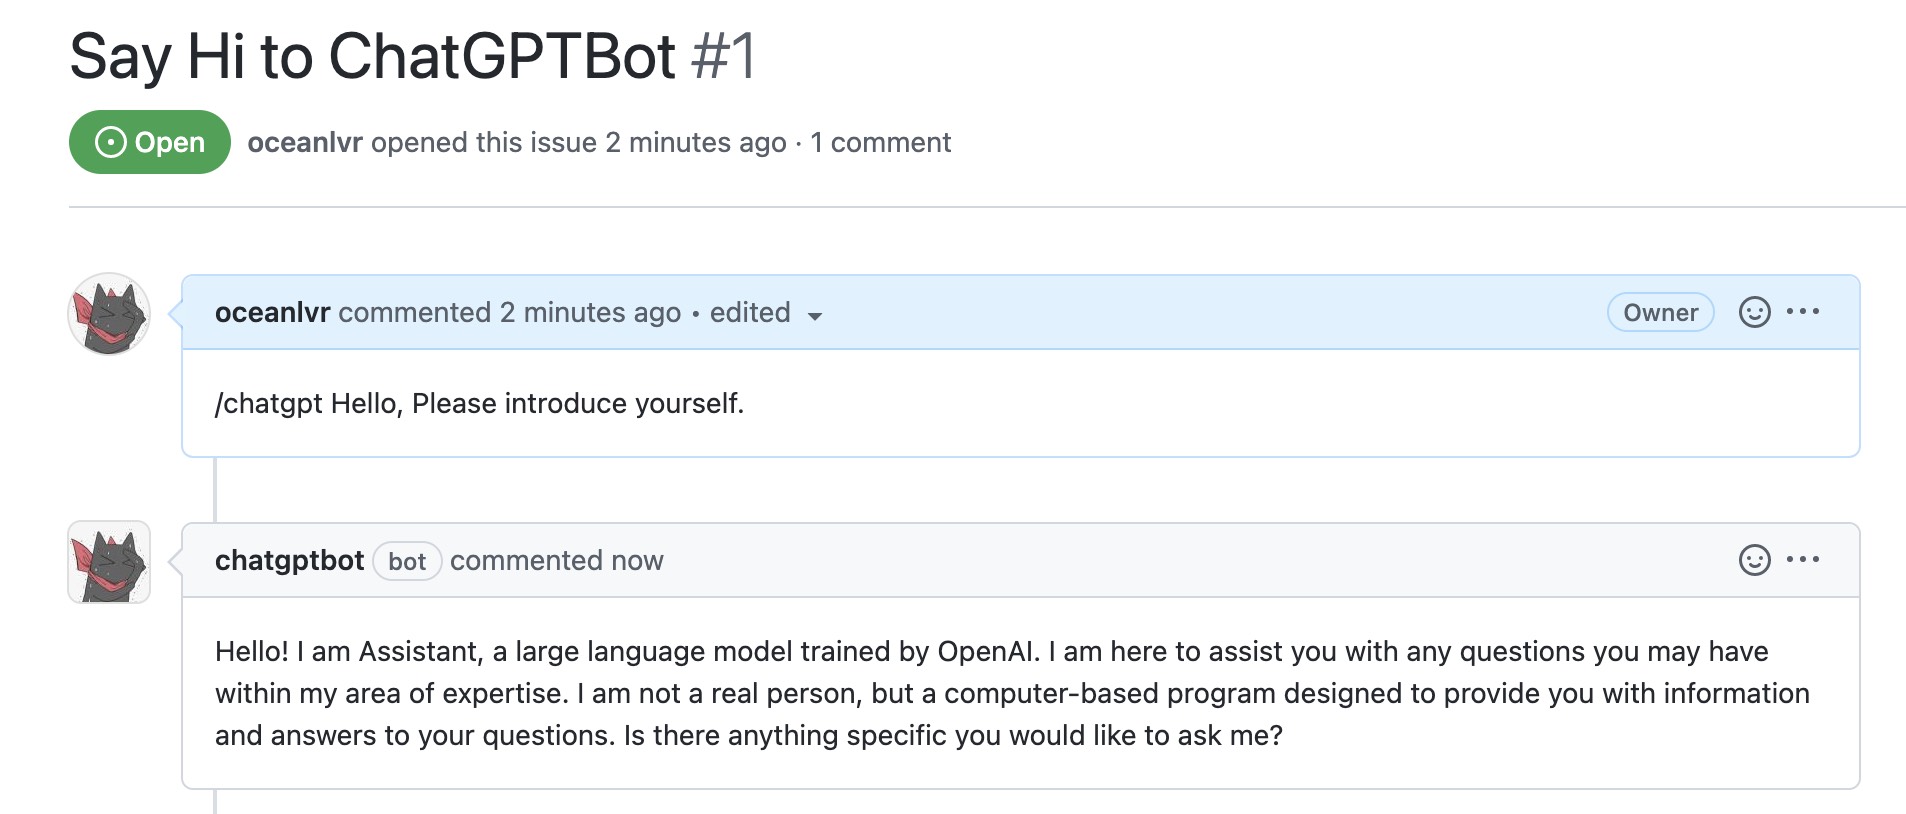 Say Hi to ChatGPTBot #1
Open oceanlvr opened this issue 2 minutes ago · 1 comment
oceanlvr commented 2 minutes ago • edited Owner
/chatgpt Hello, Please introduce yourself.
chatgptbot bot commented now
Hello! I am Assistant, a large language model trained by OpenAI. I am here to assist you with any questions you may have
within my area of expertise. I am not a real person, but a computer-based program designed to provide you with information
and answers to your questions. Is there anything specific you would like to ask me?